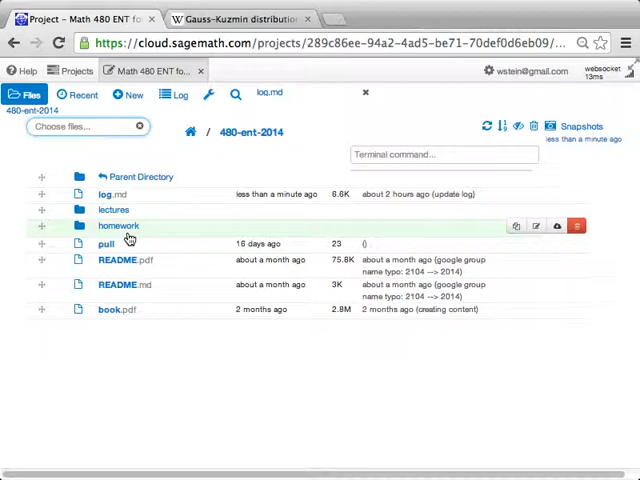 Project – Math 480 ENT fo
Gauss-Kuzmin distributio
https://cloud.sagemath.com/projects/289c86ee-94a2-4ad5-be71-70def0d6eb09/...
Help
Projects
Math 480 ENT fo...
wstein@gmail.com
websocket
13ms
Files
Recent
New
Log
log.md
480-ent-2014
Choose files...
/ 480-ent-2014
Snapshots
less than a minute ago
Terminal command...
Parent Directory
log.md less than a minute ago 6.6K about 2 hours ago (update log)
lectures
homework
pull 16 days ago 23 ()
README.pdf about a month ago 75.8K about a month ago (google group
name typo: 2104 --> 2014)
README.md about a month ago 3K about a month ago (google group
name typo: 2104 --> 2014)
book.pdf 2 months ago 2.8M 2 months ago (creating content)